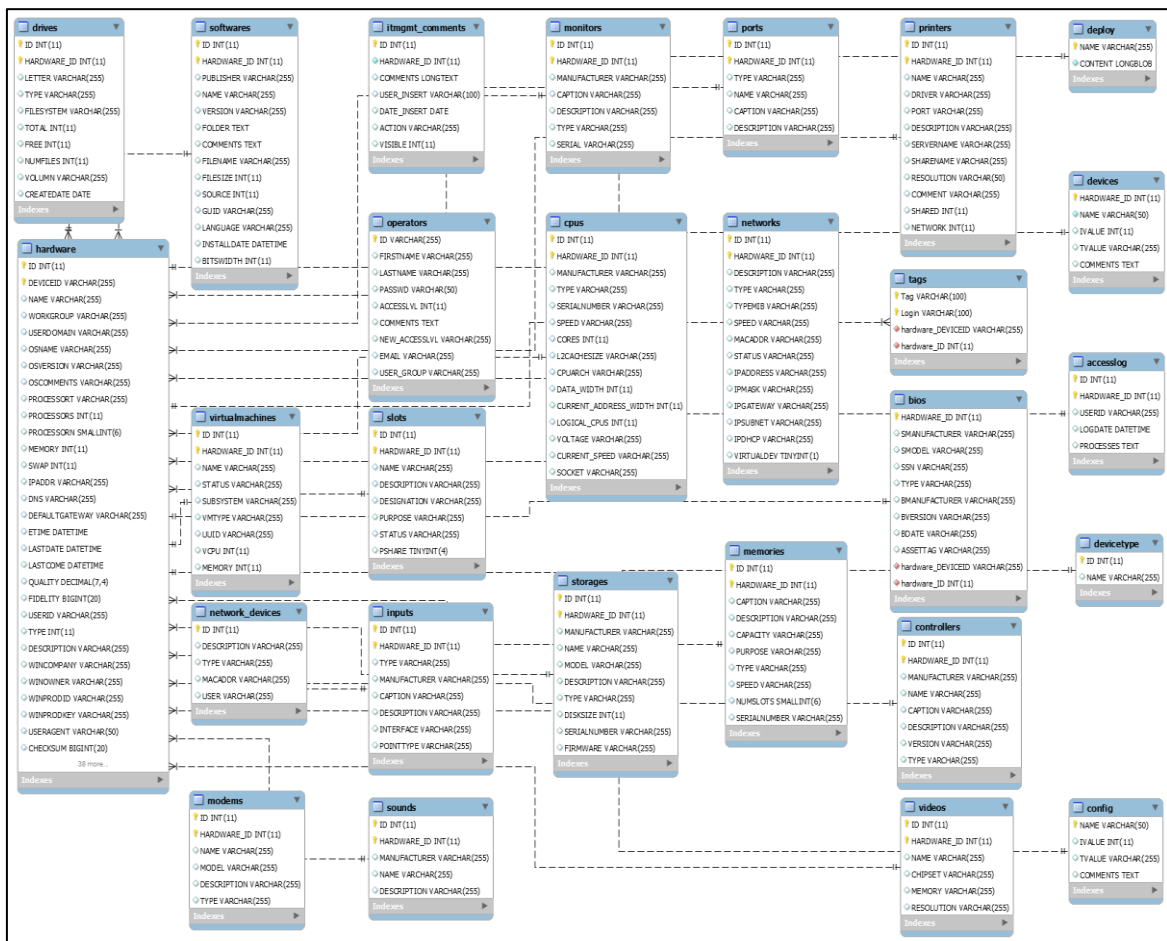 drives
ID INT(11)
HARDWARE_ID INT(11)
LETTER VARCHAR(255)
TYPE VARCHAR(255)
FILESYSTEM VARCHAR(255)
TOTAL INT(11)
FREE INT(11)
NUMFILES INT(11)
VOLUMN VARCHAR(255)
CREATEDATE DATE
Indexes
softwares
ID INT(11)
HARDWARE_ID INT(11)
PUBLISHER VARCHAR(255)
NAME VARCHAR(255)
VERSION VARCHAR(255)
FOLDER TEXT
COMMENTS TEXT
FILENAME VARCHAR(255)
FILESIZE INT(11)
SOURCE INT(11)
GUID VARCHAR(255)
LANGUAGE VARCHAR(255)
INSTALLDATE DATETIME
BITSWIDTH INT(11)
Indexes
itmgmt_comments
ID INT(11)
HARDWARE_ID INT(11)
COMMENTS LONGTEXT
USER_INSERT VARCHAR(100)
DATE_INSERT DATE
ACTION VARCHAR(255)
VISIBLE INT(11)
Indexes
monitors
ID INT(11)
HARDWARE_ID INT(11)
MANUFACTURER VARCHAR(255)
CAPTION VARCHAR(255)
DESCRIPTION VARCHAR(255)
TYPE VARCHAR(255)
SERIAL VARCHAR(255)
Indexes
ports
ID INT(11)
HARDWARE_ID INT(11)
TYPE VARCHAR(255)
NAME VARCHAR(255)
CAPTION VARCHAR(255)
DESCRIPTION VARCHAR(255)
Indexes
printers
ID INT(11)
HARDWARE_ID INT(11)
NAME VARCHAR(255)
DRIVER VARCHAR(255)
PORT VARCHAR(255)
DESCRIPTION VARCHAR(255)
SERVERNAME VARCHAR(255)
SHARENAME VARCHAR(255)
RESOLUTION VARCHAR(50)
COMMENT VARCHAR(255)
SHARED INT(11)
NETWORK INT(11)
Indexes
deploy
NAME VARCHAR(255)
CONTENT LONGBLOB
Indexes
devices
HARDWARE_ID INT(11)
NAME VARCHAR(50)
IVALUE INT(11)
TVALUE VARCHAR(255)
COMMENTS TEXT
Indexes
hardware
ID INT(11)
DEVICEID VARCHAR(255)
NAME VARCHAR(255)
WORKGROUP VARCHAR(255)
USERDOMAIN VARCHAR(255)
OSNAME VARCHAR(255)
OSVERSION VARCHAR(255)
OSCOMMENTS VARCHAR(255)
PROCESSORT VARCHAR(255)
PROCESSORS INT(11)
PROCESSORN SMALLINT(6)
MEMORY INT(11)
SWAP INT(11)
IPADDR VARCHAR(255)
DNS VARCHAR(255)
DEFAULTGATEWAY VARCHAR(255)
ETIME DATETIME
LASTDATE DATETIME
LASTCOME DATETIME
QUALITY DECIMAL(7,4)
FIDELITY BIGINT(20)
USERID VARCHAR(255)
TYPE INT(11)
DESCRIPTION VARCHAR(255)
WINCOMPANY VARCHAR(255)
WINOWNER VARCHAR(255)
WINPRODID VARCHAR(255)
WINPRODKEY VARCHAR(255)
USERAGENT VARCHAR(50)
CHECKSUM BIGINT(20)
38 more...
Indexes
operators
ID VARCHAR(255)
FIRSTNAME VARCHAR(255)
LASTNAME VARCHAR(255)
PASSWD VARCHAR(50)
ACCESSLVL INT(11)
COMMENTS TEXT
NEW_ACCESSLVL VARCHAR(255)
EMAIL VARCHAR(255)
USER_GROUP VARCHAR(255)
Indexes
cpus
ID INT(11)
HARDWARE_ID INT(11)
MANUFACTURER VARCHAR(255)
TYPE VARCHAR(255)
SERIALNUMBER VARCHAR(255)
SPEED VARCHAR(255)
CORES INT(11)
L2CACHESIZE VARCHAR(255)
CPUARCH VARCHAR(255)
DATA_WIDTH INT(11)
CURRENT_ADDRESS_WIDTH INT(11)
LOGICAL_CPUS INT(11)
VOLTAGE VARCHAR(255)
CURRENT_SPEED VARCHAR(255)
SOCKET VARCHAR(255)
Indexes
networks
ID INT(11)
HARDWARE_ID INT(11)
DESCRIPTION VARCHAR(255)
TYPE VARCHAR(255)
TYPEMIB VARCHAR(255)
SPEED VARCHAR(255)
MACADDR VARCHAR(255)
STATUS VARCHAR(255)
IPADDRESS VARCHAR(255)
IPMASK VARCHAR(255)
IPGATEWAY VARCHAR(255)
IPSUBNET VARCHAR(255)
IPDHCP VARCHAR(255)
VIRTUALDEV TINYINT(1)
Indexes
tags
Tag VARCHAR(100)
Login VARCHAR(100)
hardware_DEVICEID VARCHAR(255)
hardware_ID INT(11)
Indexes
accesslog
ID INT(11)
HARDWARE_ID INT(11)
USERID VARCHAR(255)
LOGDATE DATETIME
PROCESSES TEXT
Indexes
bios
HARDWARE_ID INT(11)
SMANUFACTURER VARCHAR(255)
SMODEL VARCHAR(255)
SSN VARCHAR(255)
TYPE VARCHAR(255)
BMANUFACTURER VARCHAR(255)
BVERSION VARCHAR(255)
BDATE VARCHAR(255)
ASSETTAG VARCHAR(255)
hardware_DEVICEID VARCHAR(255)
hardware_ID INT(11)
Indexes
virtualmachines
ID INT(11)
HARDWARE_ID INT(11)
NAME VARCHAR(255)
STATUS VARCHAR(255)
SUBSYSTEM VARCHAR(255)
VMTYPE VARCHAR(255)
UUID VARCHAR(255)
VCPU INT(11)
MEMORY INT(11)
Indexes
slots
ID INT(11)
HARDWARE_ID INT(11)
NAME VARCHAR(255)
DESCRIPTION VARCHAR(255)
DESIGNATION VARCHAR(255)
PURPOSE VARCHAR(255)
STATUS VARCHAR(255)
PSHARE TINYINT(4)
Indexes
memories
ID INT(11)
HARDWARE_ID INT(11)
CAPTION VARCHAR(255)
DESCRIPTION VARCHAR(255)
CAPACITY VARCHAR(255)
PURPOSE VARCHAR(255)
TYPE VARCHAR(255)
SPEED VARCHAR(255)
NUMSLOTS SMALLINT(6)
SERIALNUMBER VARCHAR(255)
Indexes
devicetype
ID INT(11)
NAME VARCHAR(255)
Indexes
storages
ID INT(11)
HARDWARE_ID INT(11)
MANUFACTURER VARCHAR(255)
NAME VARCHAR(255)
MODEL VARCHAR(255)
DESCRIPTION VARCHAR(255)
TYPE VARCHAR(255)
DISKSIZE INT(11)
SERIALNUMBER VARCHAR(255)
FIRMWARE VARCHAR(255)
Indexes
network_devices
ID INT(11)
DESCRIPTION VARCHAR(255)
TYPE VARCHAR(255)
MACADDR VARCHAR(255)
USER VARCHAR(255)
Indexes
inputs
ID INT(11)
HARDWARE_ID INT(11)
TYPE VARCHAR(255)
MANUFACTURER VARCHAR(255)
CAPTION VARCHAR(255)
DESCRIPTION VARCHAR(255)
INTERFACE VARCHAR(255)
POINTTYPE VARCHAR(255)
Indexes
controllers
ID INT(11)
HARDWARE_ID INT(11)
MANUFACTURER VARCHAR(255)
NAME VARCHAR(255)
CAPTION VARCHAR(255)
DESCRIPTION VARCHAR(255)
VERSION VARCHAR(255)
TYPE VARCHAR(255)
Indexes
modems
ID INT(11)
HARDWARE_ID INT(11)
NAME VARCHAR(255)
MODEL VARCHAR(255)
DESCRIPTION VARCHAR(255)
TYPE VARCHAR(255)
Indexes
sounds
ID INT(11)
HARDWARE_ID INT(11)
MANUFACTURER VARCHAR(255)
NAME VARCHAR(255)
DESCRIPTION VARCHAR(255)
Indexes
videos
ID INT(11)
HARDWARE_ID INT(11)
NAME VARCHAR(255)
CHIPSET VARCHAR(255)
MEMORY VARCHAR(255)
RESOLUTION VARCHAR(255)
Indexes
config
NAME VARCHAR(50)
IVALUE INT(11)
TVALUE VARCHAR(255)
COMMENTS TEXT
Indexes